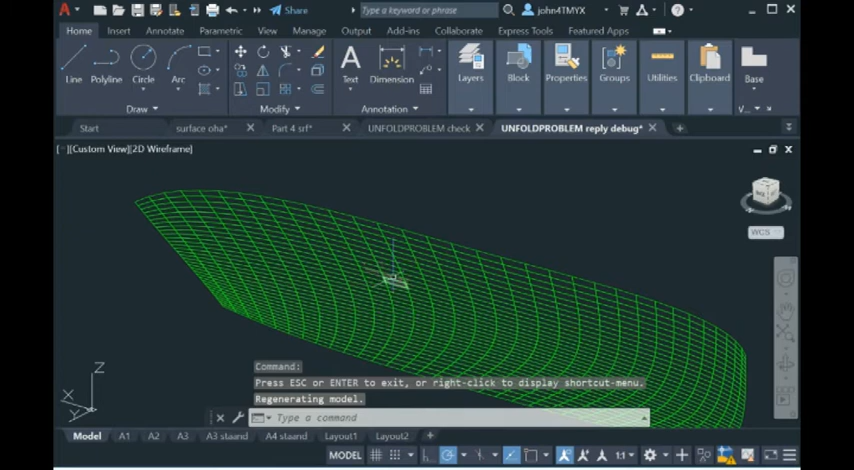 A Share Type a keyword or phrase john4TMYX ?
Home Insert Annotate Parametric View Manage Output Add-ins Collaborate Express Tools Featured Apps
Line Polyline Circle Arc Text Dimension Layers Block Properties Groups Utilities Clipboard Base
Draw Modify Annotation V...
Start surface oha* Part 4 srf* UNFOLDPROBLEM check UNFOLDPROBLEM reply debug*
[−][Custom View][2D Wireframe]
WCS
Z
X
Y
Command:
Press ESC or ENTER to exit, or right-click to display shortcut-menu.
Regenerating model.
Type a command
Model A1 A2 A3 A3 staand A4 staand Layout1 Layout2
MODEL 1:1